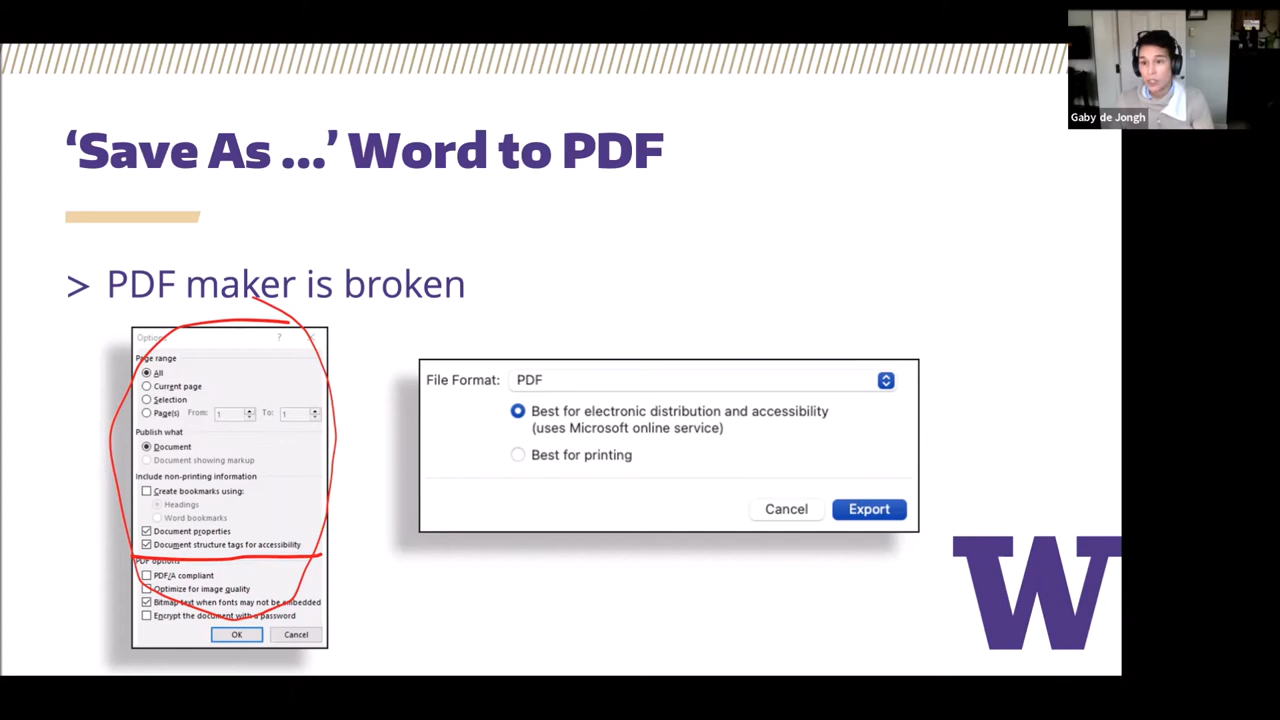 Gaby de Jongh
‘Save As ...’ Word to PDF
> PDF maker is broken
Options ?
Page range
All
Current page
Selection
Page(s) From: 1 To: 1
Publish what
Document
Document showing markup
Include non-printing information
Create bookmarks using:
Headings
Word bookmarks
Document properties
Document structure tags for accessibility
PDF options
PDF/A compliant
Optimize for image quality
Bitmap text when fonts may not be embedded
Encrypt the document with a password
OK Cancel
File Format: PDF
Best for electronic distribution and accessibility
(uses Microsoft online service)
Best for printing
Cancel Export
W